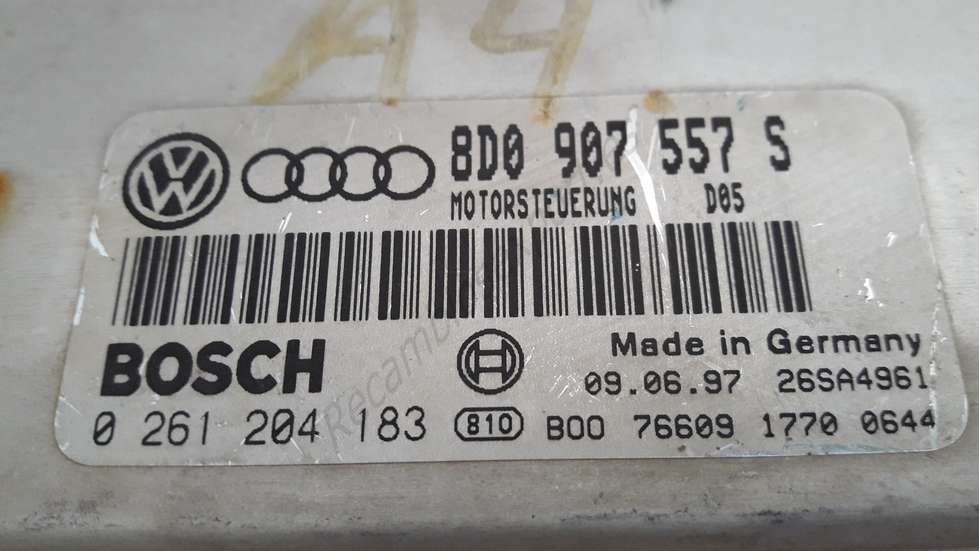 A4
8D0 907 557 S
MOTORSTEUERUNG D05
BOSCH
Made in Germany
09.06.97 26SA4961
0 261 204 183 810 B00 76609 1770 0644